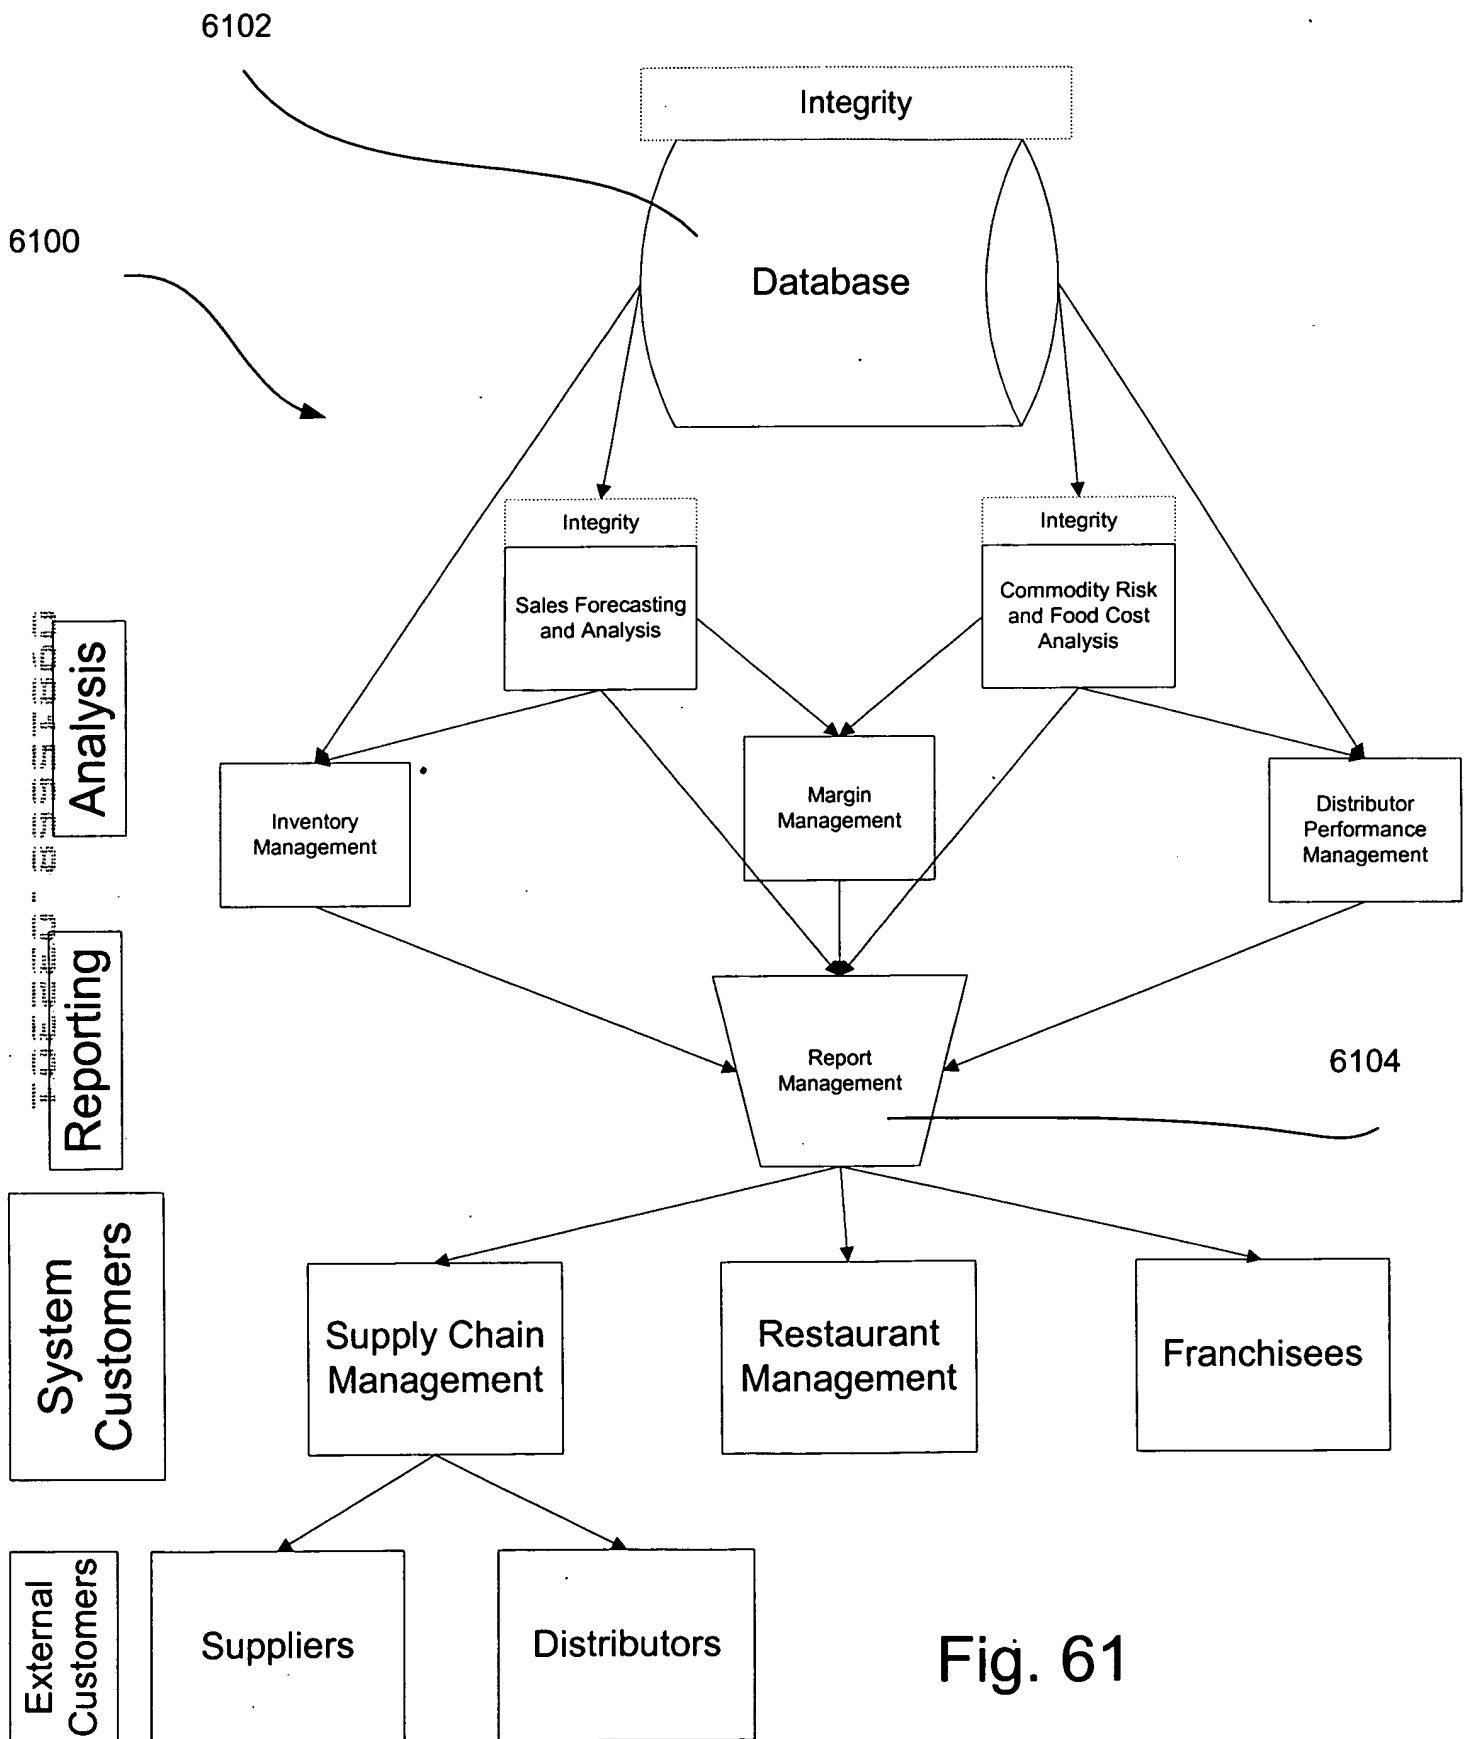 6102
Integrity
6100
Database
Integrity
Integrity
Sales Forecasting
and Analysis
Commodity Risk
and Food Cost
Analysis
Analysis
Margin
Management
Inventory
Management
Distributor
Performance
Management
Reporting
Report
Management
6104
System
Customers
Supply Chain
Management
Restaurant
Management
Franchisees
External
Customers
Suppliers
Distributors
Fig. 61